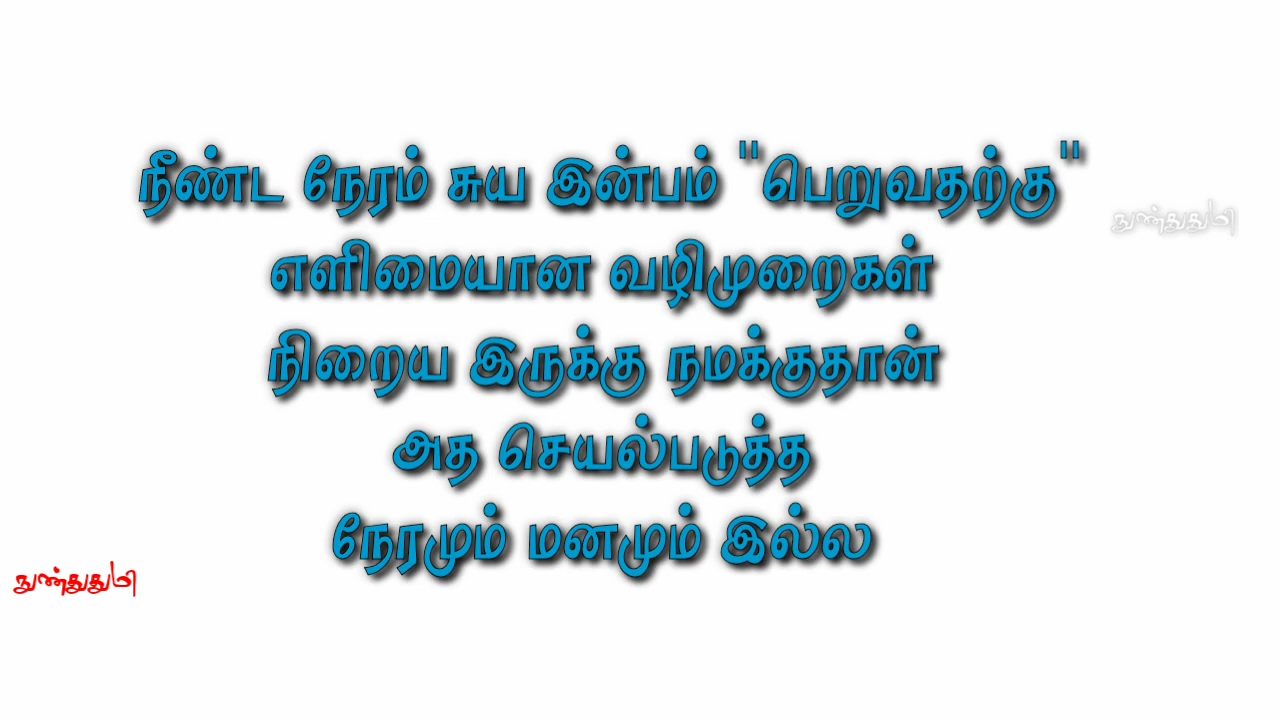 நீண்ட நேரம் சுய இன்பம் "பெறுவதற்கு"
நுண்துதுமி
எளிமையான வழிமுறைகள்
நிறைய இருக்கு நமக்குதான்
அத செயல்படுத்த
நேரமும் மனமும் இல்ல
நுண்துதுமி